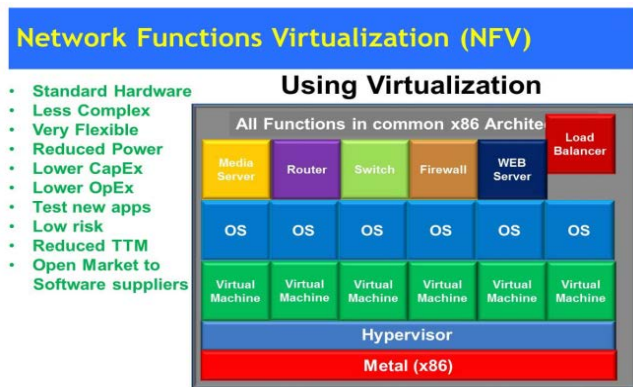 Network Functions Virtualization (NFV)
• Standard Hardware
• Less Complex
• Very Flexible
• Reduced Power
• Lower CapEx
• Lower OpEx
• Test new apps
• Low risk
• Reduced TTM
• Open Market to
Software suppliers
Using Virtualization
All Functions in common x86 Archite
Media
Server
Router
Switch
Firewall
WEB
Server
Load
Balancer
OS
OS
OS
OS
OS
OS
Virtual
Machine
Virtual
Machine
Virtual
Machine
Virtual
Machine
Virtual
Machine
Virtual
Machine
Hypervisor
Metal (x86)